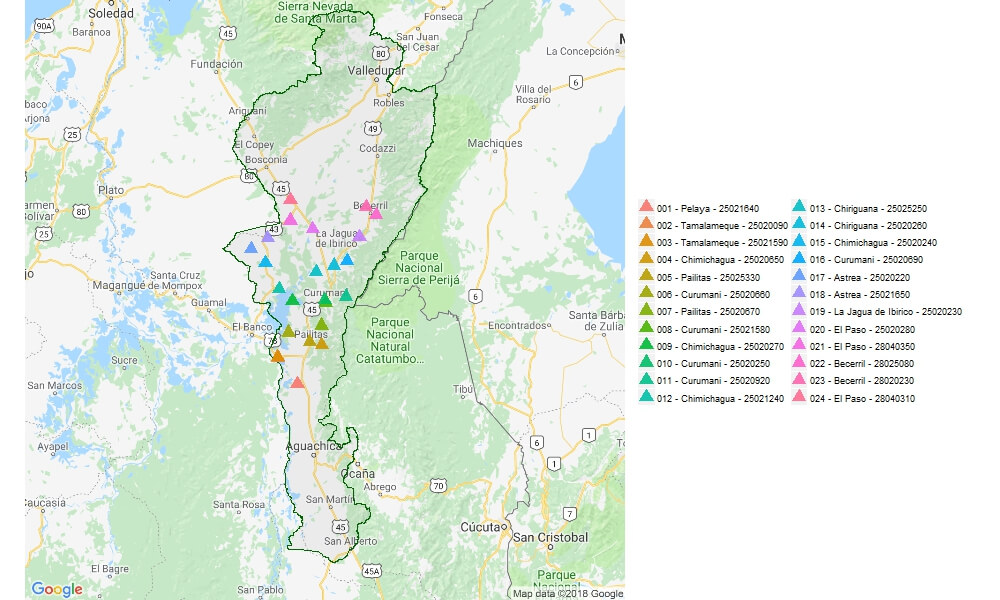 Sierra Nevada
de Santa Marta
Soledad
Fonseca
90A
Baranoa
45
San Juan
del Cesar
La Concepción
80
Fundación
Valledupar
6
Villa del
Rosario
Robles
Ariguaní
25
49
Machiques
El Copey
Codazzi
Bosconia
80
45
Plato
Becerril
80
Bolívar
25
43
La Jagua
de Ibirico
Parque
Nacional
Sierra de Perijá
Santa Cruz
Magangué de Mompox
Curumaní
6
Guamal
45
Santa Bárba
de Zulia
El Banco
Encontrados
Parque
Nacional
Natural
Catatumbo...
Pailitas
78
Sucre
San Marcos
Tibú
Ayapel
Aguachica
6
1
1
Ocaña
Abrego
70
San Martín
Santa Rosa
Caucasia
7
45
Cúcuta
San Cristobal
San Alberto
El Bagre
45A
Parque
Nacional
San Pablo
Google
Map data ©2018 Google
001 - Pelaya - 25021640
002 - Tamalameque - 25020090
003 - Tamalameque - 25021590
004 - Chimichagua - 25020650
005 - Pailitas - 25025330
006 - Curumani - 25020660
007 - Pailitas - 25020670
008 - Curumani - 25021580
009 - Chimichagua - 25020270
010 - Curumani - 25020250
011 - Curumani - 25020920
012 - Chimichagua - 25021240
013 - Chiriguana - 25025250
014 - Chiriguana - 25020260
015 - Chimichagua - 25020240
016 - Curumani - 25020690
017 - Astrea - 25020220
018 - Astrea - 25021650
019 - La Jagua de Ibirico - 25020230
020 - El Paso - 25020280
021 - El Paso - 28040350
022 - Becerril - 25025080
023 - Becerril - 28020230
024 - El Paso - 28040310